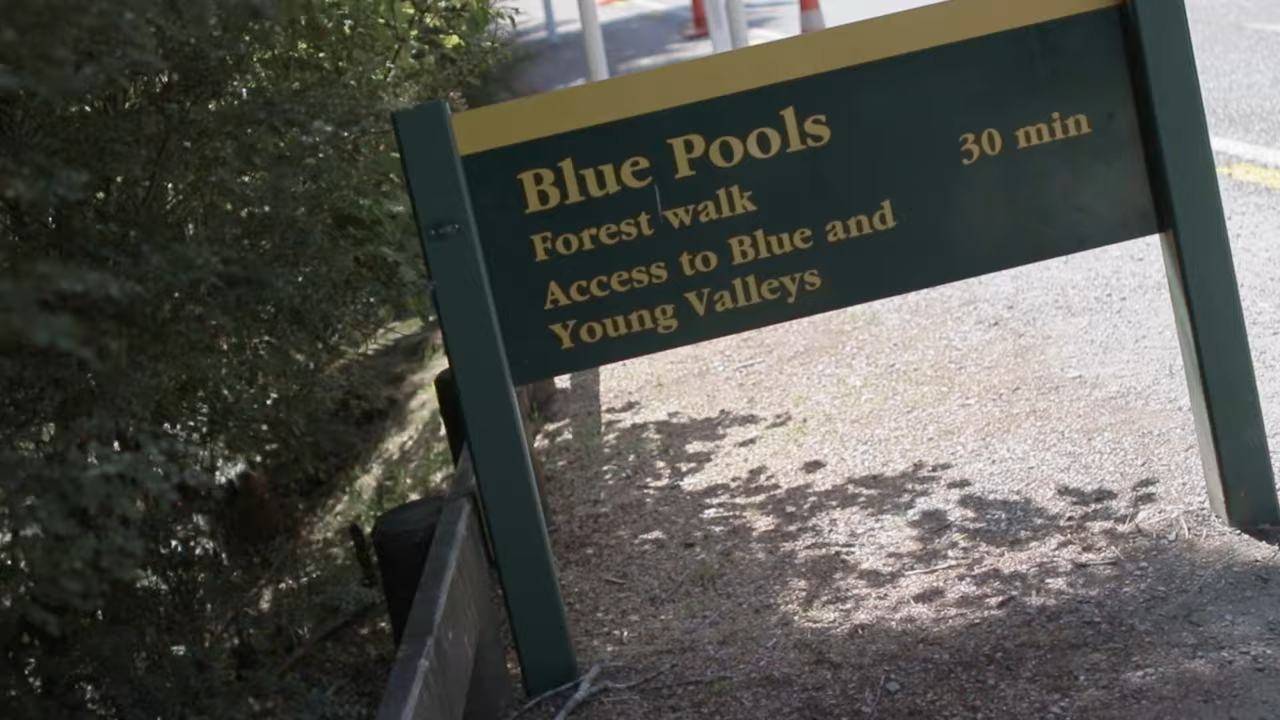 Blue Pools 30 min
Forest walk
Access to Blue and
Young Valleys